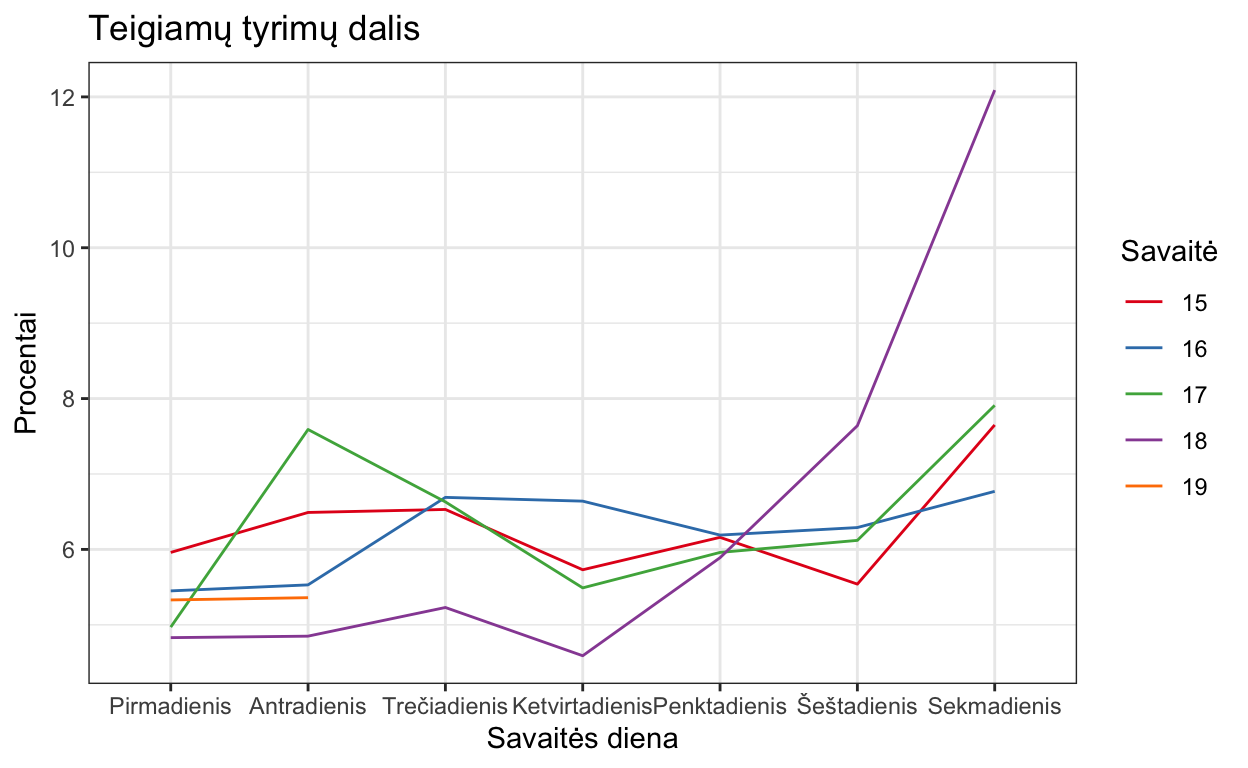 Teigiamų tyrimų dalis
Procentai
12
10
8
6
Pirmadienis Antradienis Trečiadienis Ketvirtadienis Penktadienis Šeštadienis Sekmadienis
Savaitės diena
Savaitė
15
16
17
18
19